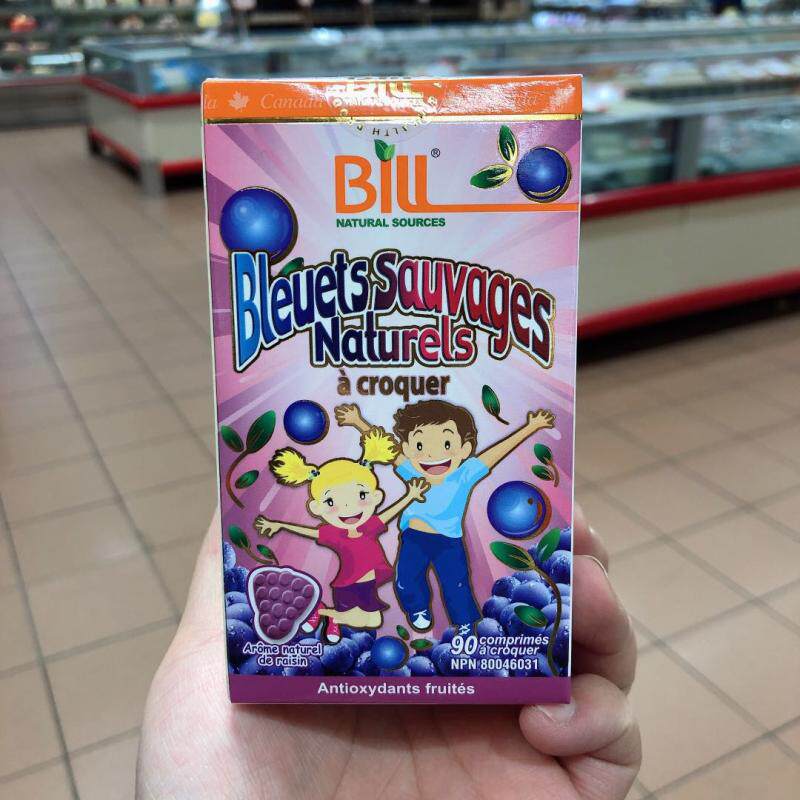 Canada
BiLL®
NATURAL SOURCES
Bleuets Sauvages
Naturels
à croquer
Arôme naturel
de raisin
90 comprimés
à croquer
NPN 80046031
Antioxydants fruités